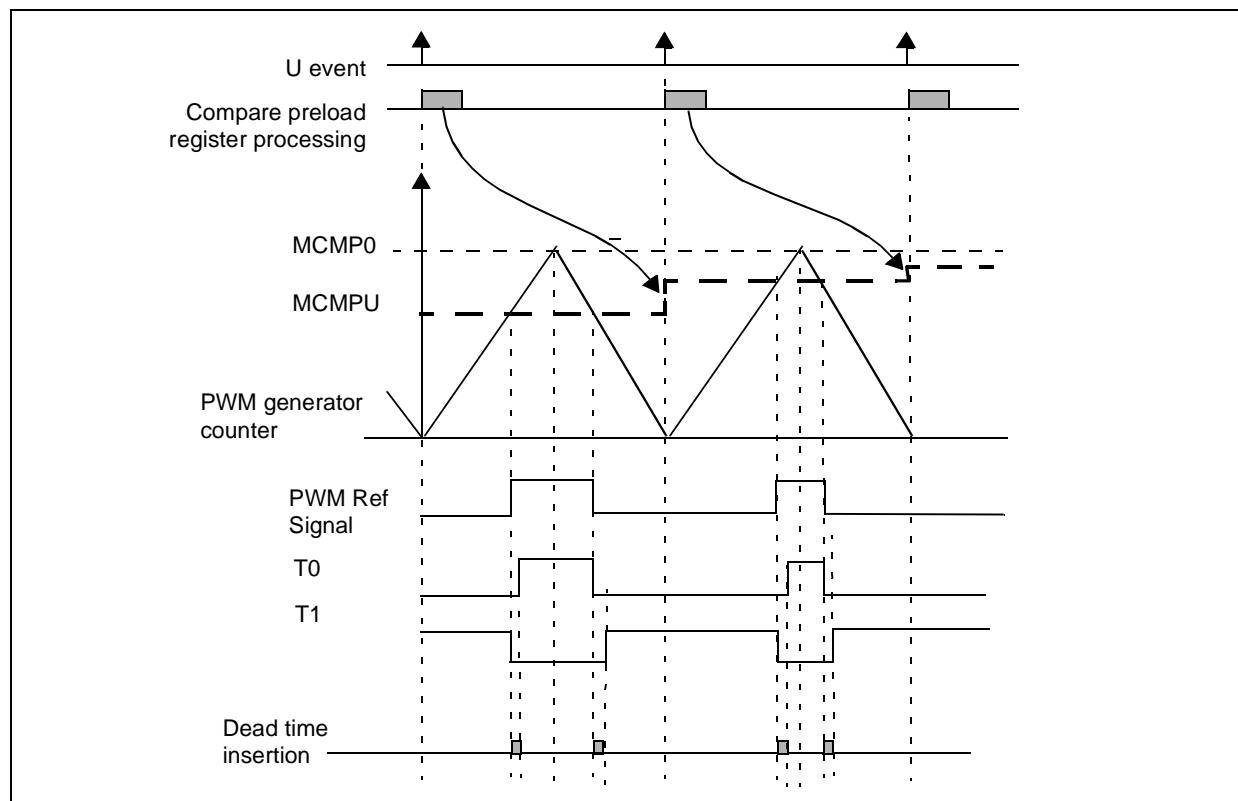 U event
Compare preload
register processing
MCMP0
MCMPU
PWM generator
counter
PWM Ref
Signal
T0
T1
Dead time
insertion